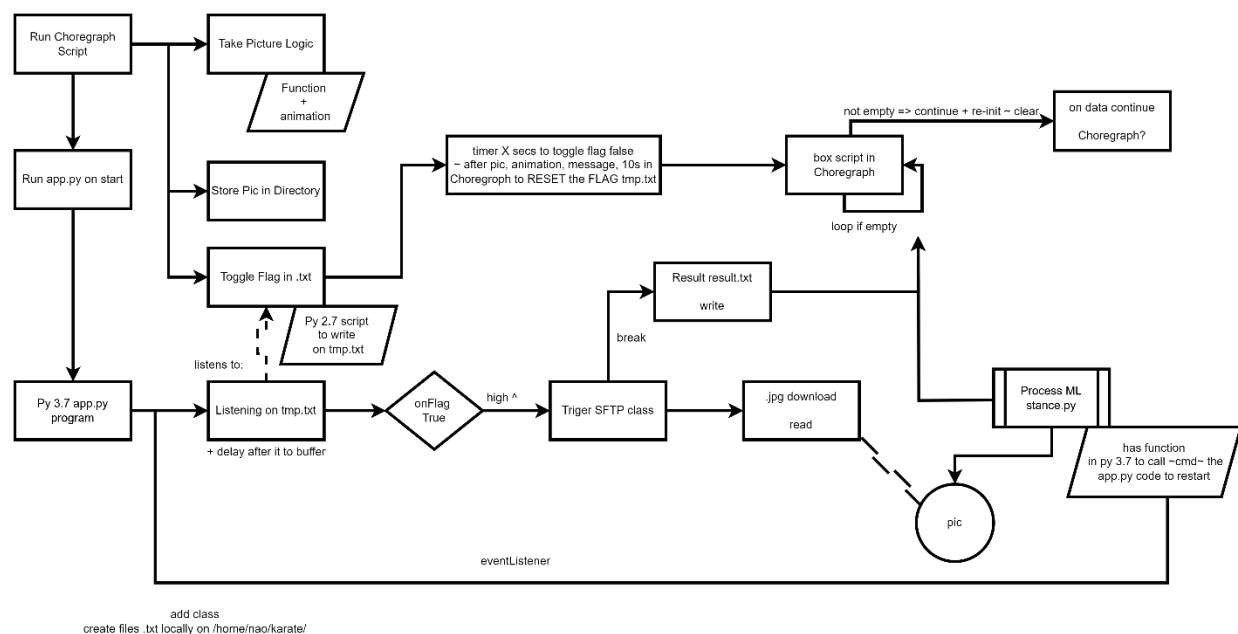 Run Choregraph
Script
Take Picture Logic
Function
+
animation
not empty => continue + re-init ~ clear
on data continue
Choregraph?
timer X secs to toggle flag false
~ after pic, animation, message, 10s in
Choregroph to RESET the FLAG tmp.txt
box script in
Choregraph
loop if empty
Run app.py on start
Store Pic in Directory
Toggle Flag in .txt
Py 2.7 script
to write
on tmp.txt
Result result.txt
write
break
listens to:
Py 3.7 app.py
program
Listening on tmp.txt
+ delay after it to buffer
onFlag
True
high ^
Triger SFTP class
.jpg download
read
Process ML
stance.py
has function
in py 3.7 to call ~cmd~ the
app.py code to restart
pic
eventListener
add class
create files .txt locally on /home/nao/karate/